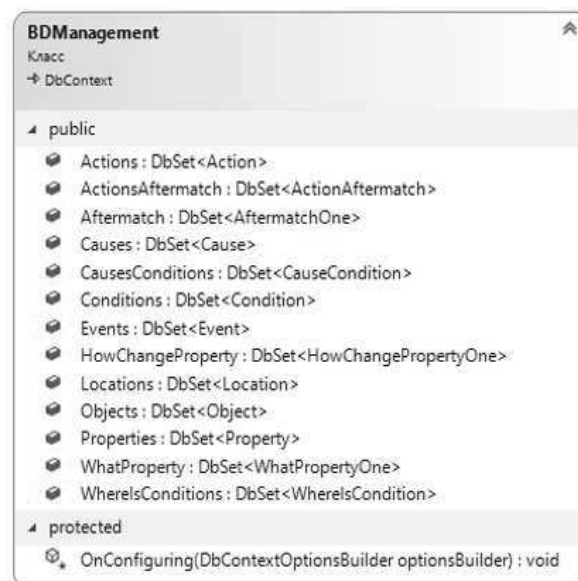 BDManagement
Класс
DbContext
public
Actions : DbSet<Action>
ActionsAftermatch : DbSet<ActionAftermatch>
Aftermatch : DbSet<AftermatchOne>
Causes : DbSet<Cause>
CausesConditions : DbSet<CauseCondition>
Conditions : DbSet<Condition>
Events : DbSet<Event>
HowChangeProperty : DbSet<HowChangePropertyOne>
Locations : DbSet<Location>
Objects : DbSet<Object>
Properties : DbSet<Property>
WhatProperty : DbSet<WhatPropertyOne>
WhereIsConditions : DbSet<WhereIsCondition>
protected
OnConfiguring(DbContextOptionsBuilder optionsBuilder) : void